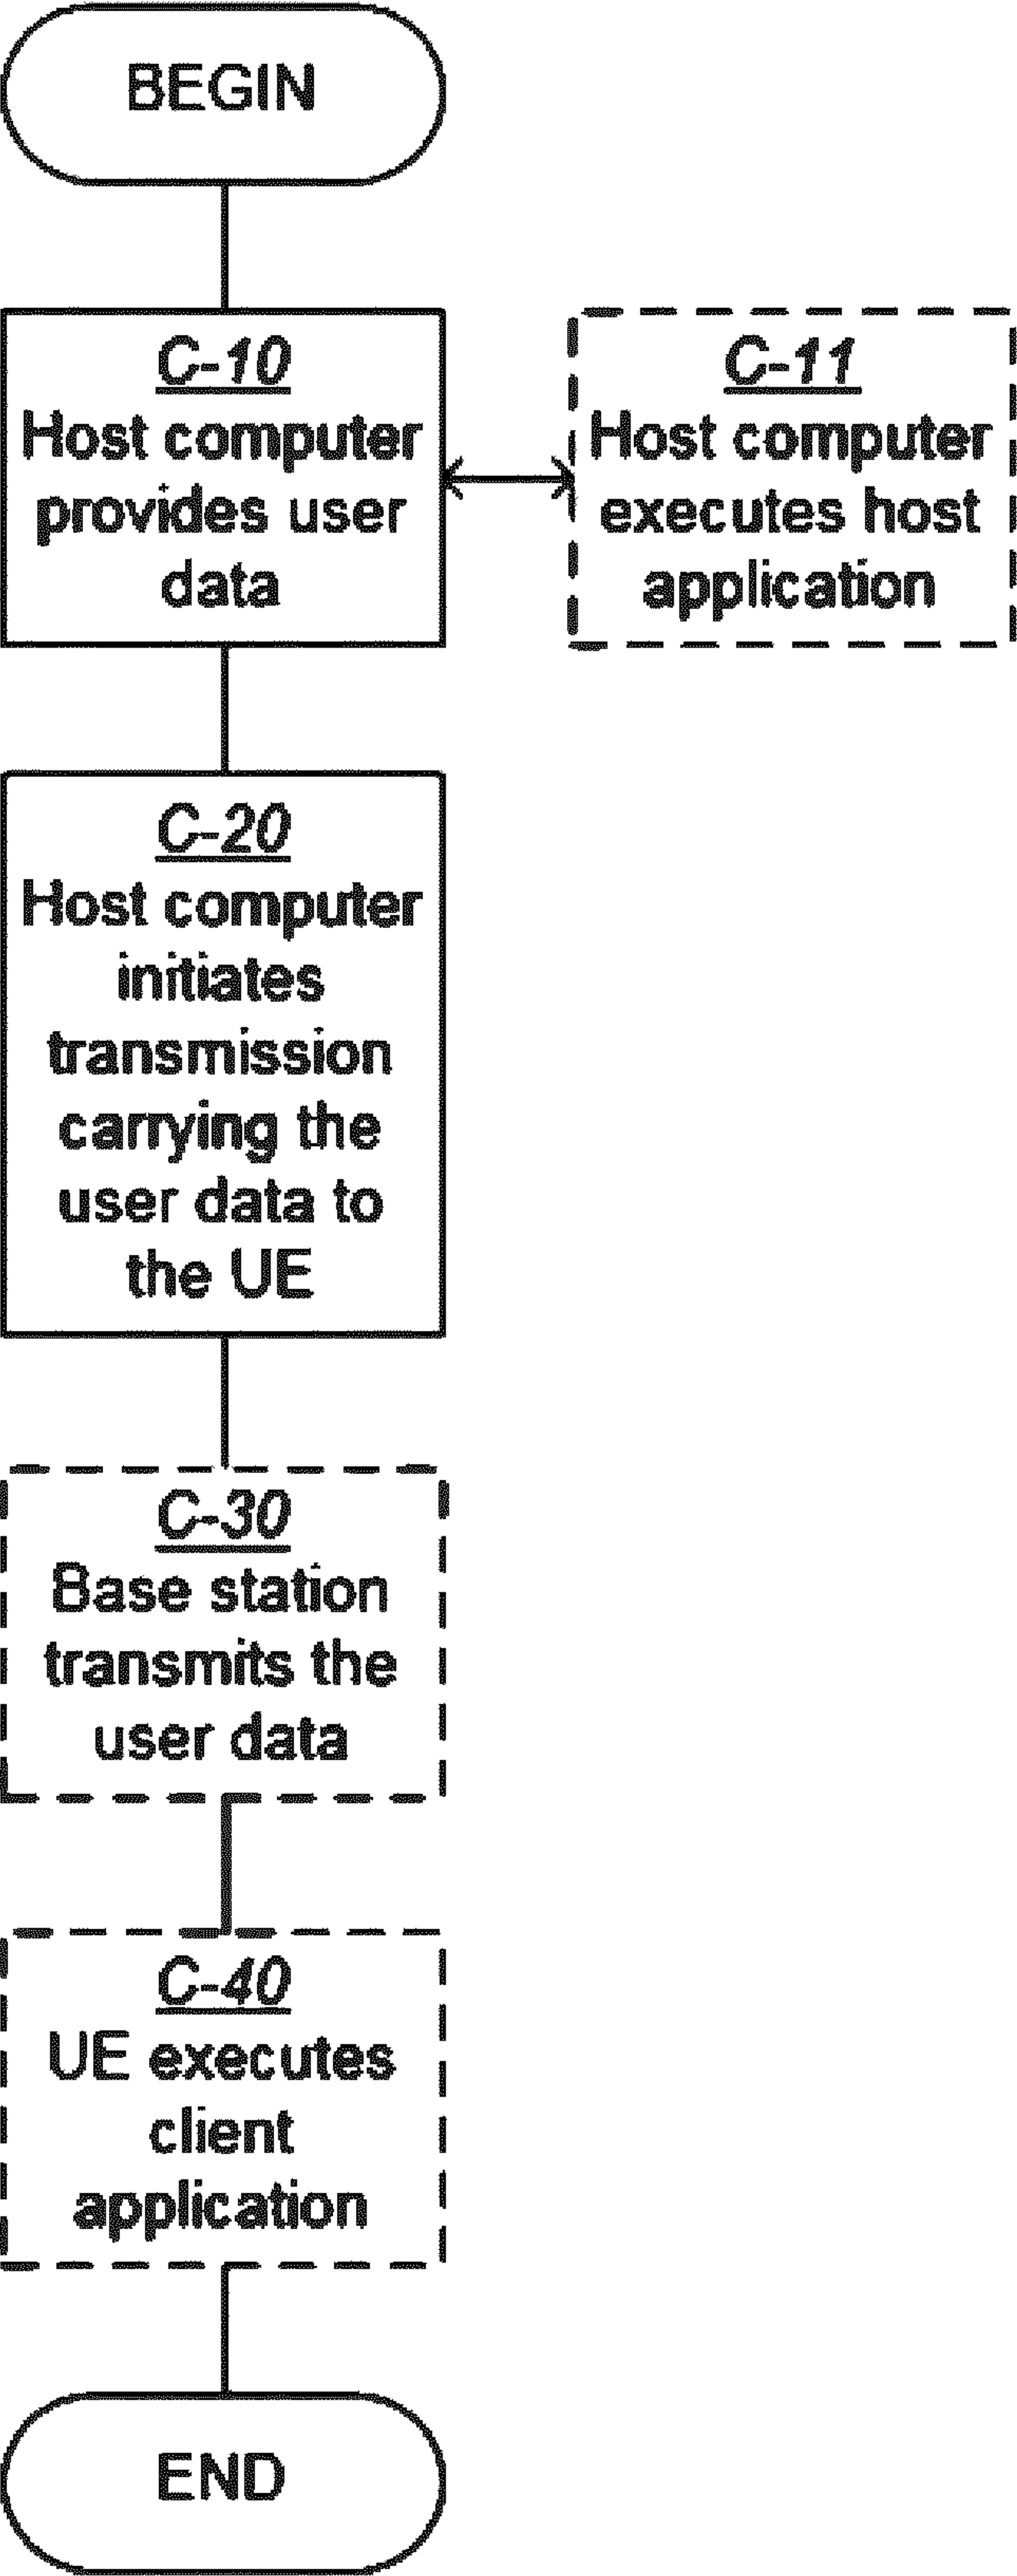 BEGIN
C-10
Host computer
provides user
data
C-11
Host computer
executes host
application
C-20
Host computer
initiates
transmission
carrying the
user data to
the UE
C-30
Base station
transmits the
user data
C-40
UE executes
client
application
END